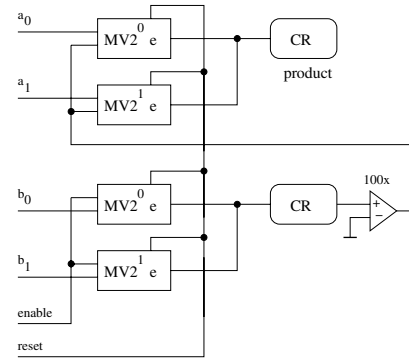 a0
MV2^0 e
CR
product
a1
MV2^1 e
b0
MV2^0 e
CR
100x
+
−
b1
MV2^1 e
enable
reset